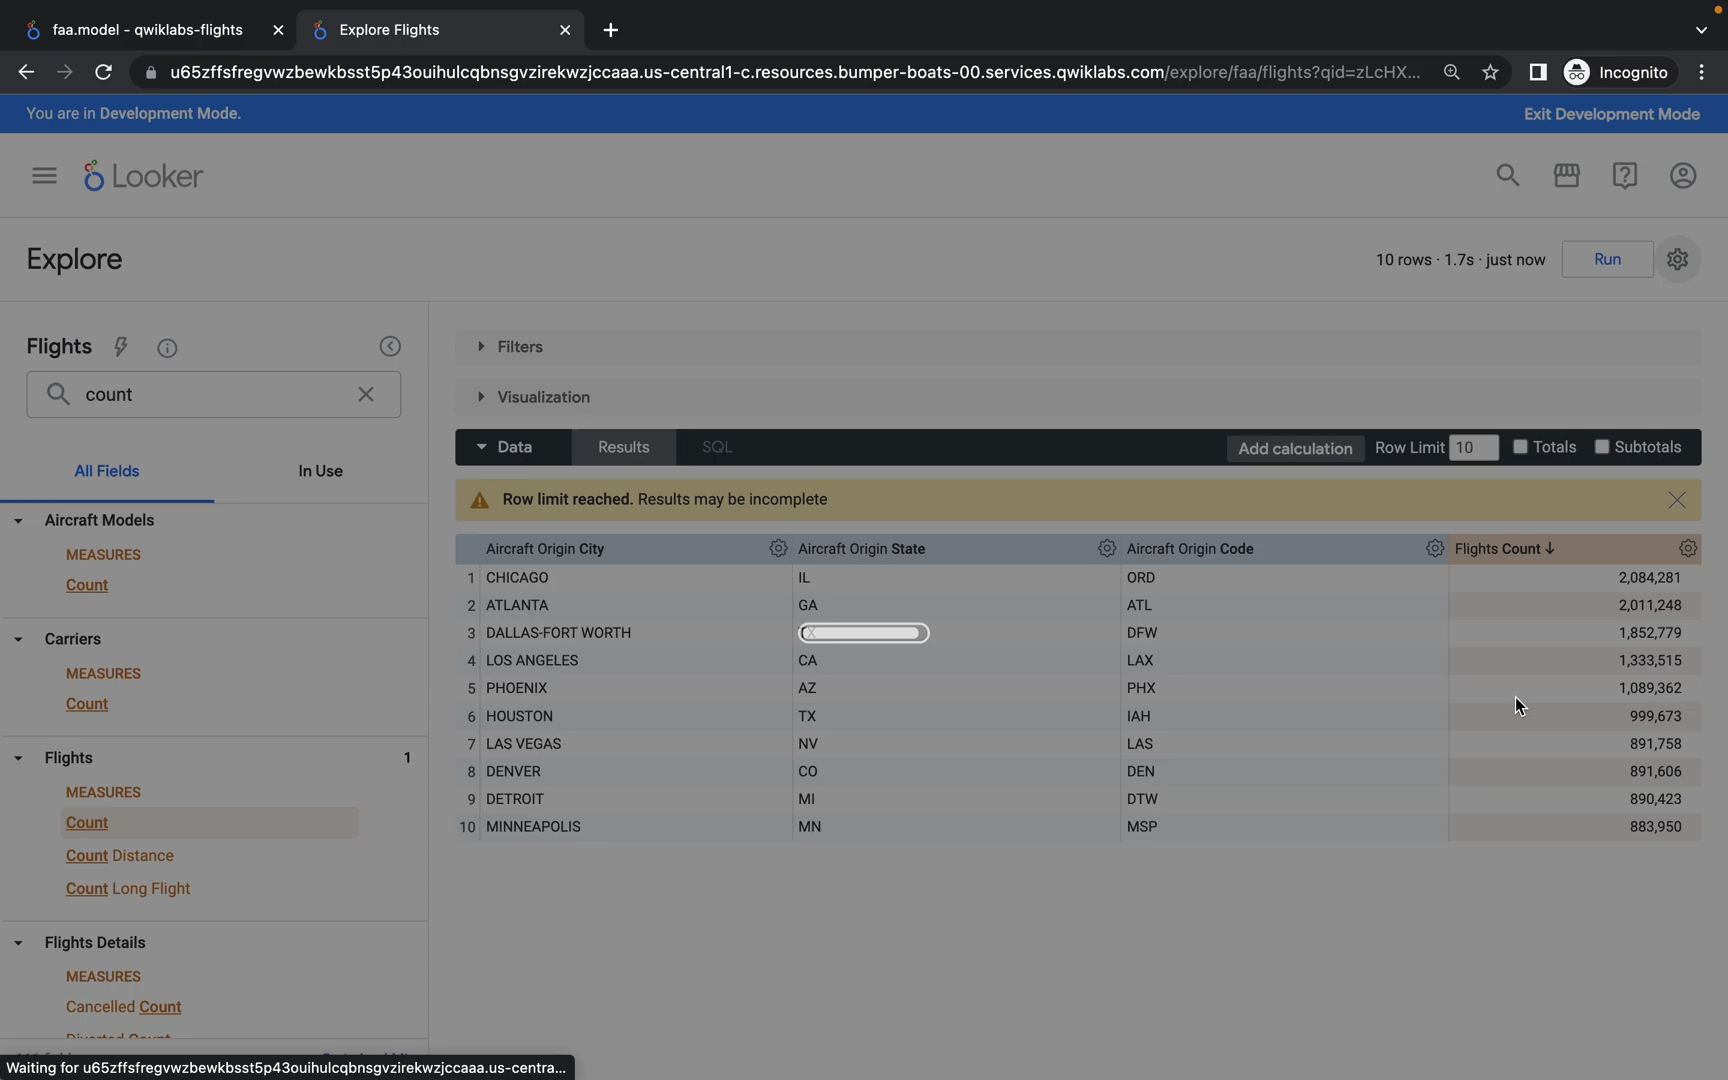 faa.model - qwiklabs-flights
Explore Flights
u65zffsfregvwzbewkbsst5p43ouihulcqbnsgvzirekwzjccaaa.us-central1-c.resources.bumper-boats-00.services.qwiklabs.com/explore/faa/flights?qid=zLcHX...
Incognito
You are in Development Mode.
Exit Development Mode
Looker
Explore
10 rows · 1.7s · just now
Run
Flights
count
All Fields
In Use
Aircraft Models
MEASURES
Count
Carriers
MEASURES
Count
Flights 1
MEASURES
Count
Count Distance
Count Long Flight
Flights Details
MEASURES
Cancelled Count
Filters
Visualization
Data Results SQL Add calculation Row Limit 10 Totals Subtotals
Row limit reached. Results may be incomplete
Aircraft Origin City Aircraft Origin State Aircraft Origin Code Flights Count ↓
1 CHICAGO IL ORD 2,084,281
2 ATLANTA GA ATL 2,011,248
3 DALLAS-FORT WORTH DFW 1,852,779
4 LOS ANGELES CA LAX 1,333,515
5 PHOENIX AZ PHX 1,089,362
6 HOUSTON TX IAH 999,673
7 LAS VEGAS NV LAS 891,758
8 DENVER CO DEN 891,606
9 DETROIT MI DTW 890,423
10 MINNEAPOLIS MN MSP 883,950
Waiting for u65zffsfregvwzbewkbsst5p43ouihulcqbnsgvzirekwzjccaaa.us-centra...